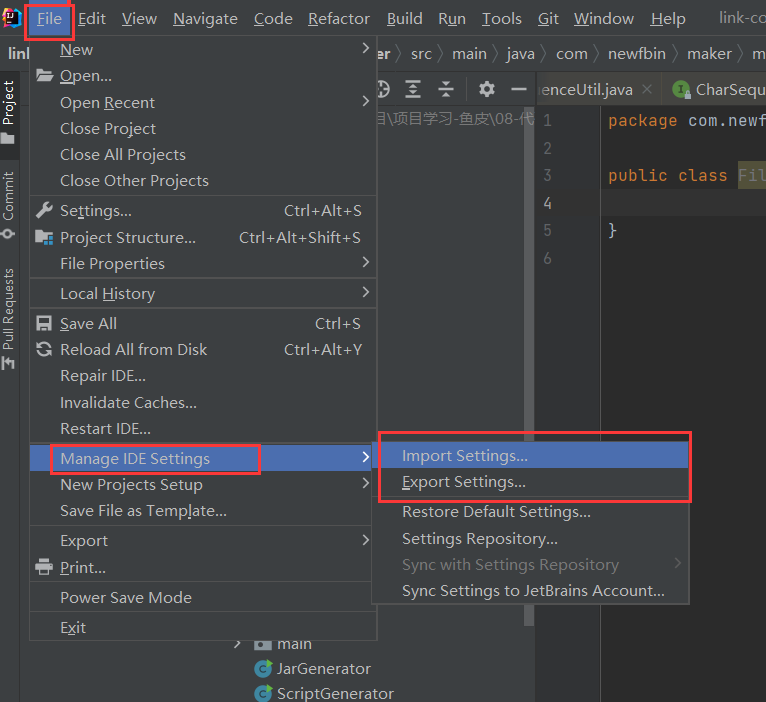 File Edit View Navigate Code Refactor Build Run Tools Git Window Help link-co
src main java com newfbin maker m
Project
Commit
Pull Requests
New
Open...
Open Recent
Close Project
Close All Projects
Close Other Projects
Settings... Ctrl+Alt+S
Project Structure... Ctrl+Alt+Shift+S
File Properties
Local History
Save All Ctrl+S
Reload All from Disk Ctrl+Alt+Y
Repair IDE...
Invalidate Caches...
Restart IDE...
Manage IDE Settings
New Projects Setup
Save File as Template...
Export
Print...
Power Save Mode
Exit
Import Settings...
Export Settings...
Restore Default Settings...
Settings Repository...
Sync with Settings Repository
Sync Settings to JetBrains Account...
enceUtil.java CharSequ
目\项目学习-鱼皮\08-代
1 package com.newf
2
3 public class Fil
4
5 }
6
main
JarGenerator
ScriptGenerator